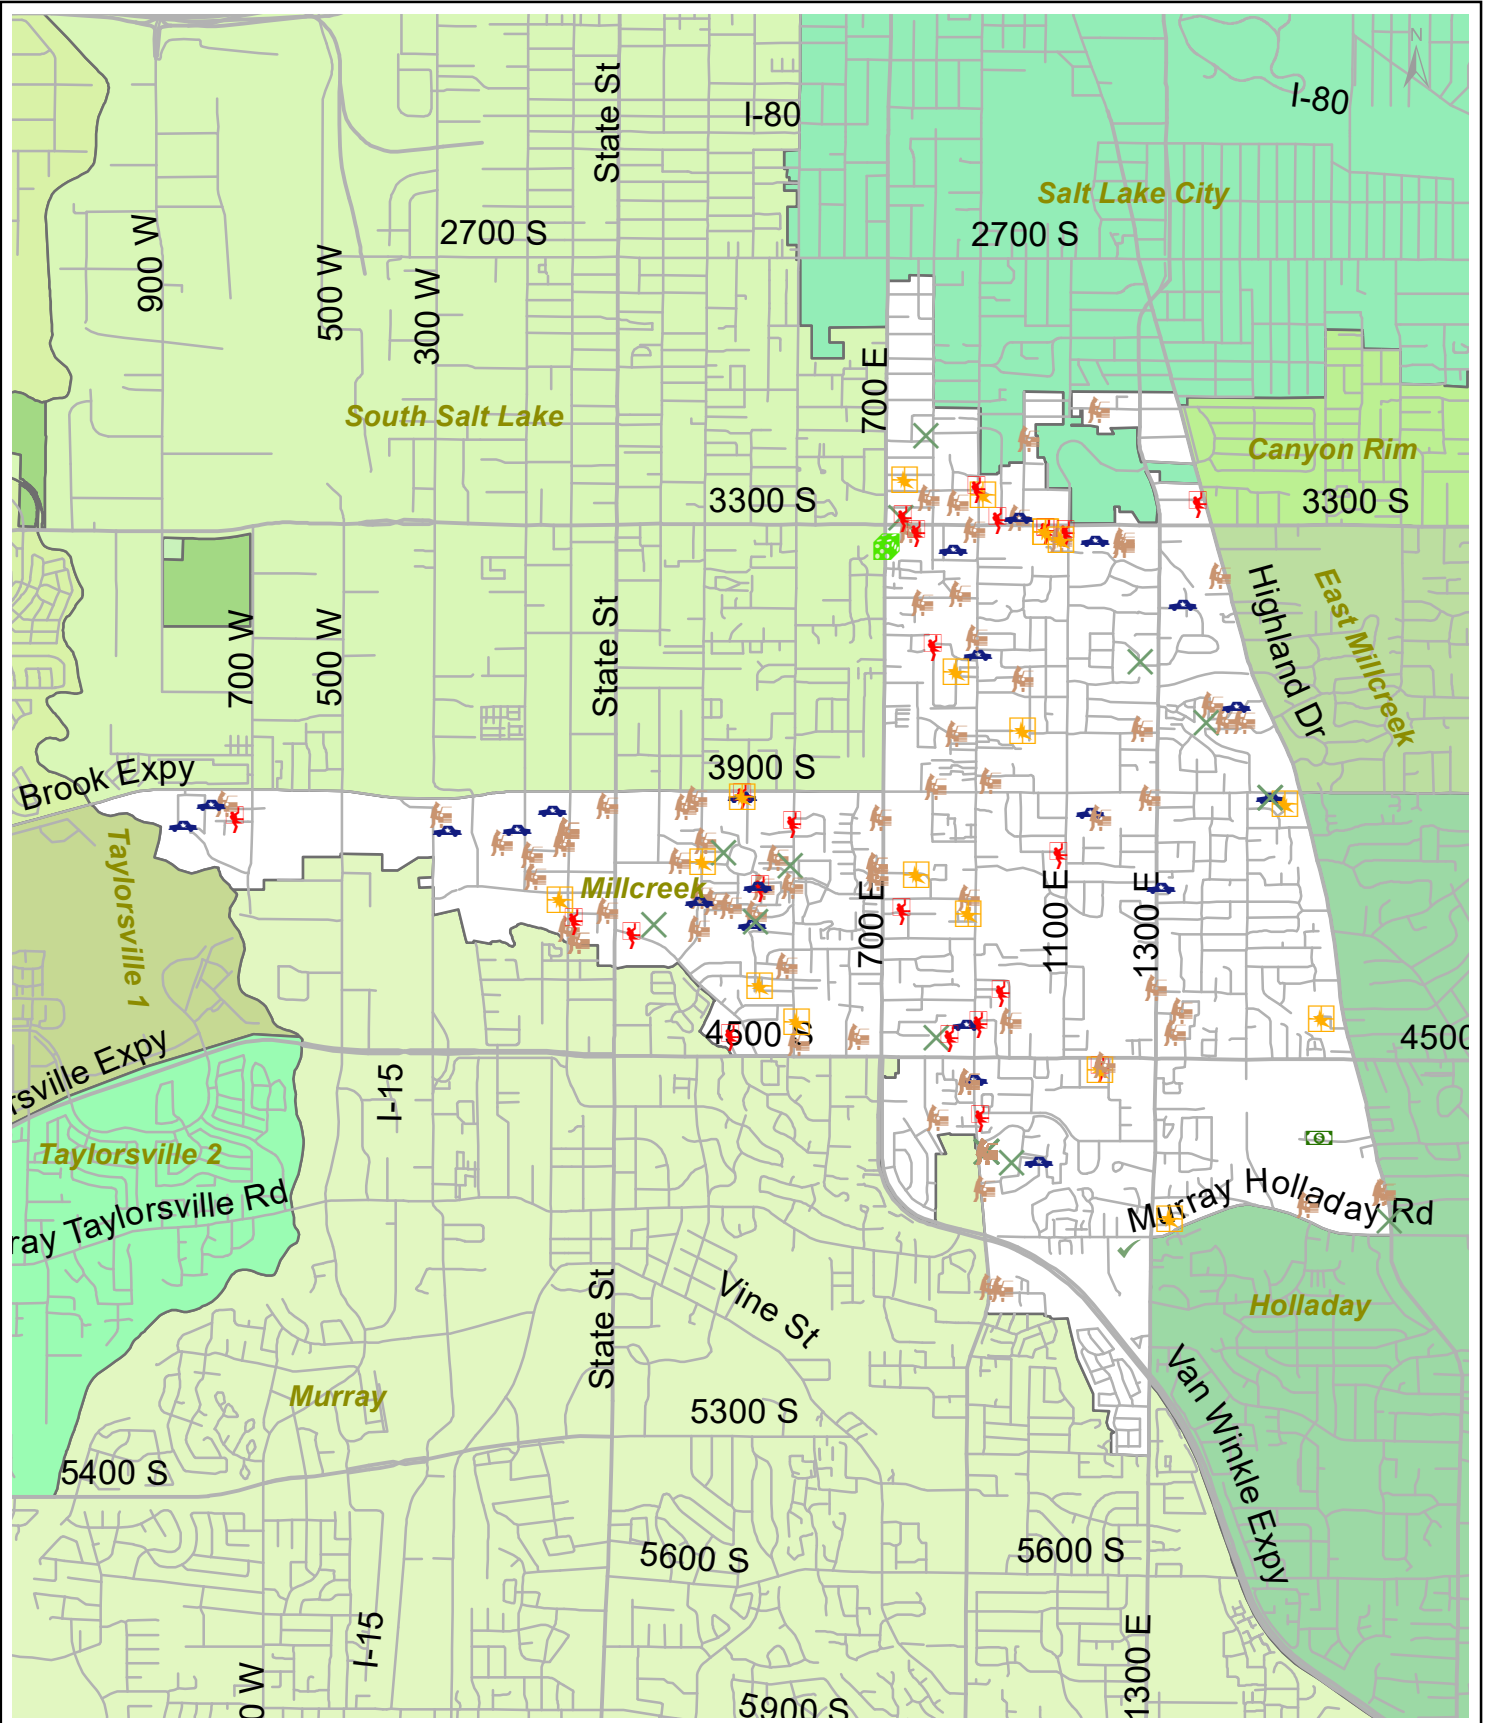 N
I-80
I-80
State St
Salt Lake City
2700 S
2700 S
900 W
500 W
300 W
700 E
South Salt Lake
Canyon Rim
3300 S
3300 S
Highland Dr
East Millcreek
700 W
500 W
State St
3900 S
Brook Expy
Taylorsville 1
Millcreek
700 E
1100 E
1300 E
4500 S
4500
rsville Expy
I-15
Taylorsville 2
ray Taylorsville Rd
Murray Holladay Rd
State St
Vine St
Holladay
Murray
5300 S
Van Winkle Expy
5400 S
5600 S
5600 S
I-15
0 W
1300 E
5900 S